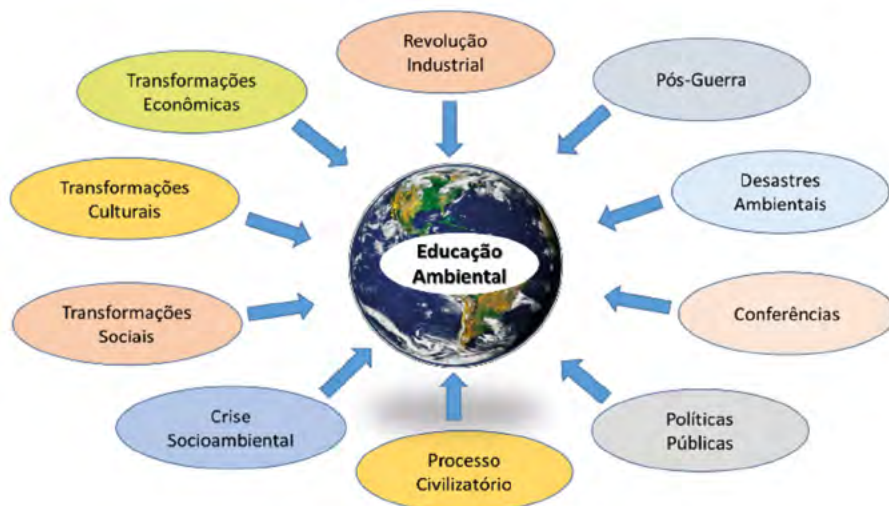 Revolução
Industrial
Pós-Guerra
Desastres
Ambientais
Conferências
Políticas
Públicas
Processo
Civilizatório
Crise
Socioambiental
Transformações
Sociais
Transformações
Culturais
Transformações
Econômicas
Educação
Ambiental